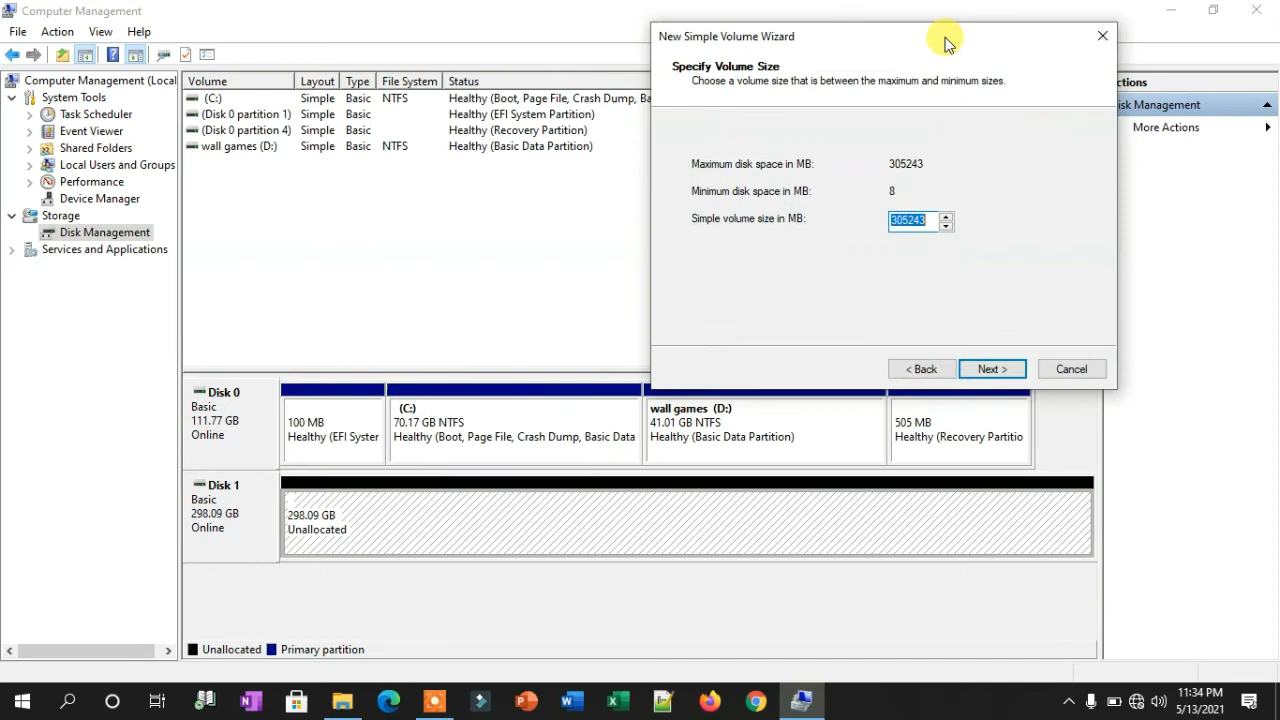 Computer Management
File Action View Help
Computer Management (Local
System Tools
Task Scheduler
Event Viewer
Shared Folders
Local Users and Groups
Performance
Device Manager
Storage
Disk Management
Services and Applications
Volume Layout Type File System Status
(C:) Simple Basic NTFS Healthy (Boot, Page File, Crash Dump, Ba
(Disk 0 partition 1) Simple Basic Healthy (EFI System Partition)
(Disk 0 partition 4) Simple Basic Healthy (Recovery Partition)
wall games (D:) Simple Basic NTFS Healthy (Basic Data Partition)
New Simple Volume Wizard
Specify Volume Size
Choose a volume size that is between the maximum and minimum sizes.
Maximum disk space in MB: 305243
Minimum disk space in MB: 8
Simple volume size in MB: 305243
< Back Next > Cancel
ctions
isk Management
More Actions
Disk 0
Basic
111.77 GB
Online
100 MB
Healthy (EFI Syster
(C:)
70.17 GB NTFS
Healthy (Boot, Page File, Crash Dump, Basic Data
wall games (D:)
41.01 GB NTFS
Healthy (Basic Data Partition)
505 MB
Healthy (Recovery Partitio
Disk 1
Basic
298.09 GB
Online
298.09 GB
Unallocated
Unallocated Primary partition
11:34 PM
5/13/2021